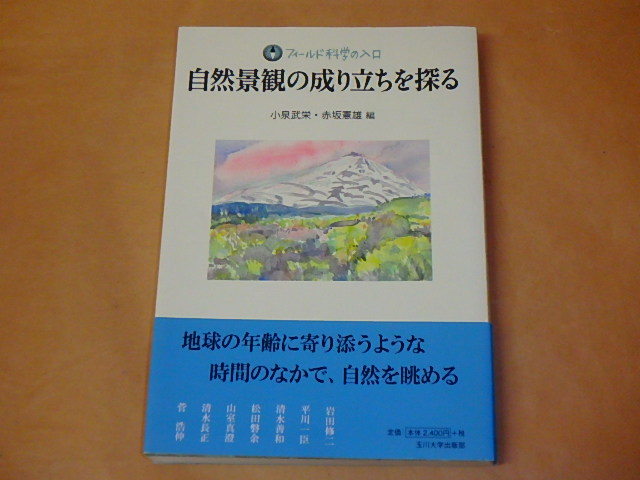 フィールド科学の入口
自然景観の成り立ちを探る
小泉武栄・赤坂憲雄 編
地球の年齢に寄り添うような
時間のなかで、自然を眺める
岩田修二
平川一臣
清水善和
松田磐余
山室真澄
清水長正
菅 浩伸
定価 本体2,400円+税
玉川大学出版部